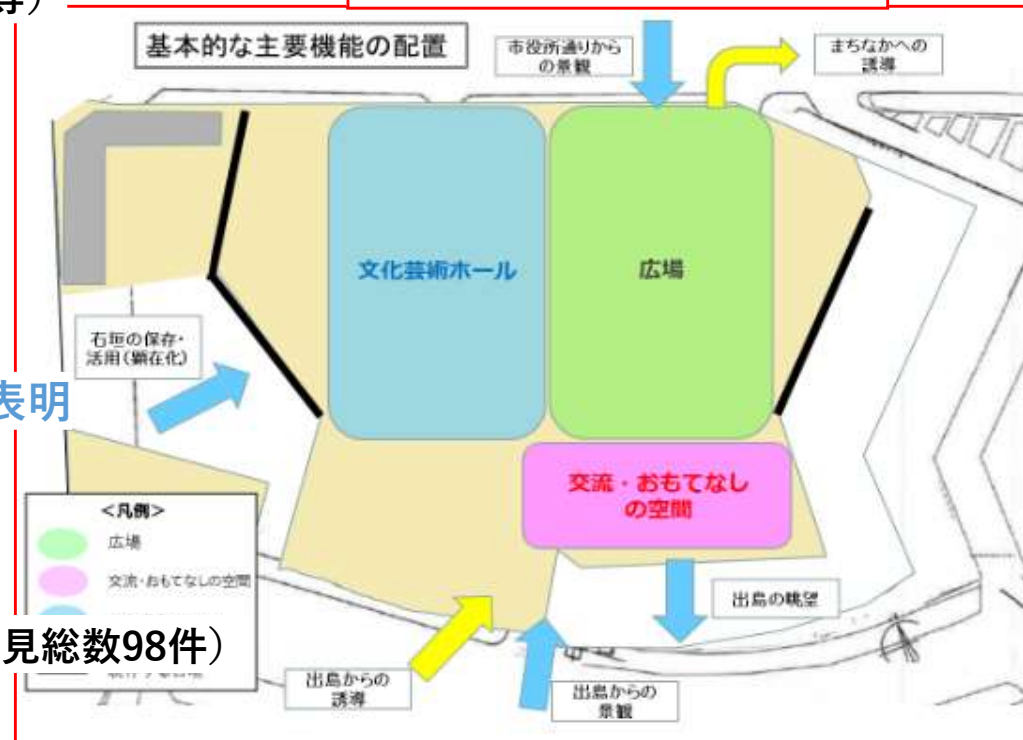 基本的な主要機能の配置
市役所通りから
の景観
まちなかへの
誘導
文化芸術ホール
広場
石垣の保存・
活用(顕在化)
表明
交流・おもてなし
の空間
<凡例>
広場
交流・おもてなしの空間
見総数98件)
出島の眺望
出島からの
誘導
出島からの
景観